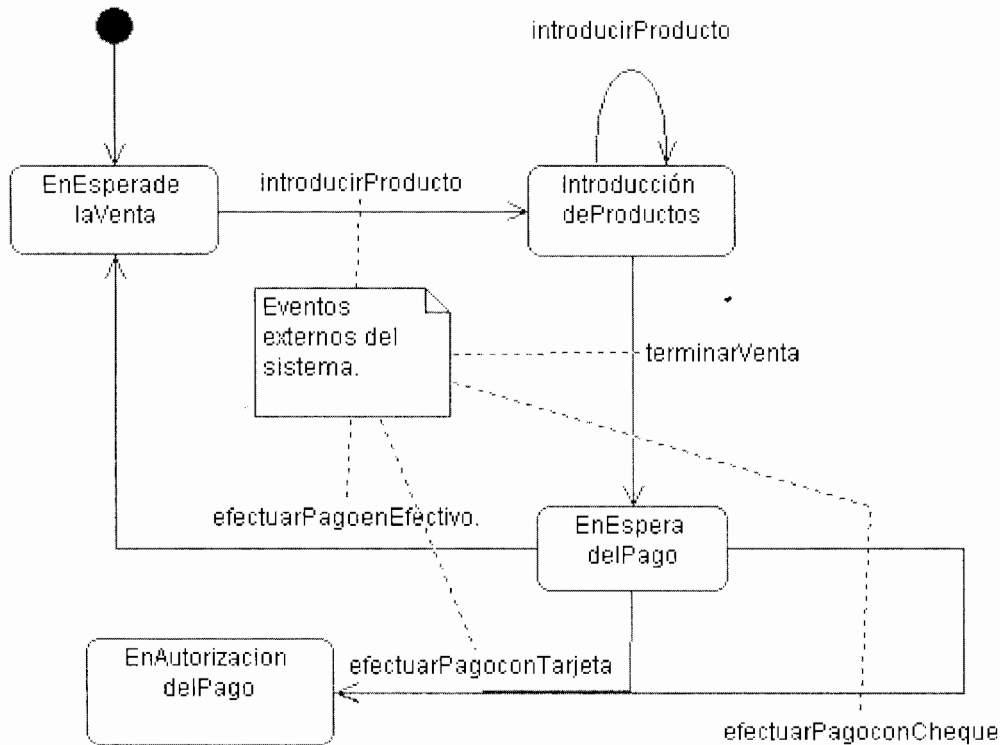 introducirProducto
EnEsperade
laVenta
introducirProducto
Introducción
deProductos
Eventos
externos del
sistema.
terminarVenta
efectuarPagoenEfectivo.
EnEspera
delPago
EnAutorizacion
delPago
efectuarPagoconTarjeta
efectuarPagoconCheque